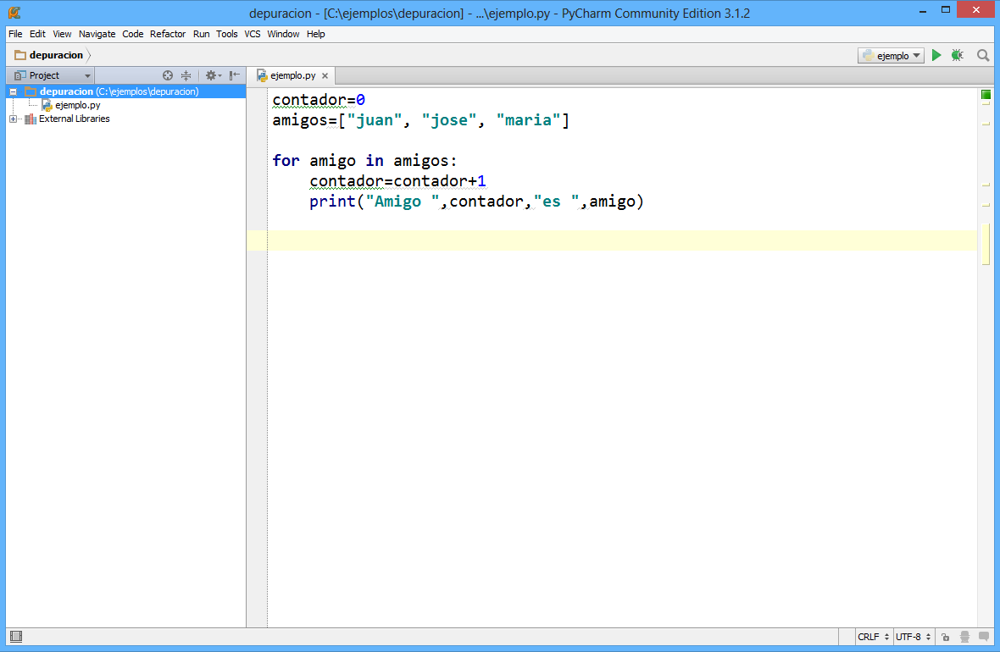 depuracion - [C:\ejemplos\depuracion] - ...\ejemplo.py - PyCharm Community Edition 3.1.2
File Edit View Navigate Code Refactor Run Tools VCS Window Help
depuracion
ejemplo
Project
ejemplo.py
depuracion (C:\ejemplos\depuracion)
ejemplo.py
External Libraries
contador=0
amigos=["juan", "jose", "maria"]
for amigo in amigos:
contador=contador+1
print("Amigo ",contador,"es ",amigo)
CRLF UTF-8